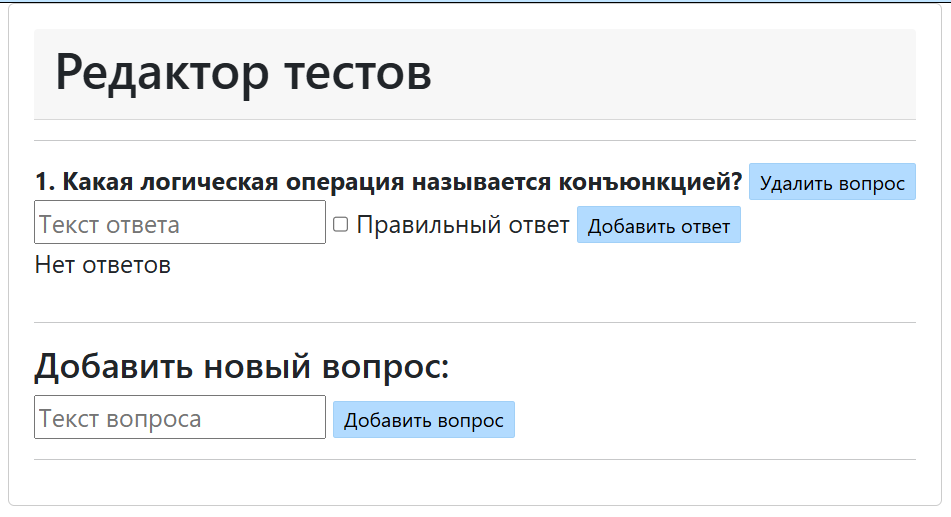 Редактор тестов
1. Какая логическая операция называется конъюнкцией? Удалить вопрос
Текст ответа Правильный ответ Добавить ответ
Нет ответов
Добавить новый вопрос:
Текст вопроса Добавить вопрос